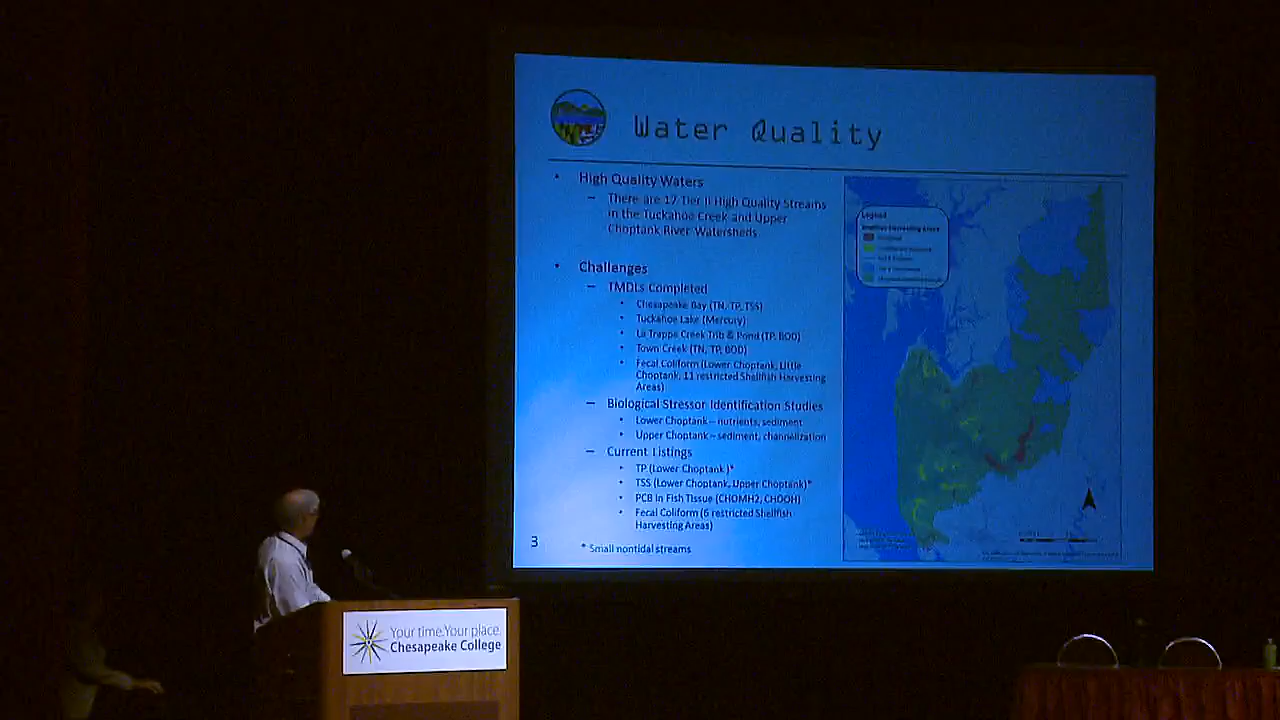 Water Quality
• High Quality Waters
– There are 17 Tier II High Quality Streams
in the Tuckahoe Creek and Upper
Choptank River Watersheds
• Challenges
– TMDLs Completed
• Chesapeake Bay (TN, TP, TSS)
• Tuckahoe Lake (Mercury)
• La Trappe Creek Trib & Pond (TP, BOD)
• Town Creek (TN, TP, BOD)
• Fecal Coliform (Lower Choptank, Little
Choptank, 11 restricted Shellfish Harvesting
Areas)
– Biological Stressor Identification Studies
• Lower Choptank – nutrients, sediment
• Upper Choptank – sediment, channelization
– Current Listings
• TP (Lower Choptank )*
• TSS (Lower Choptank, Upper Choptank)*
• PCB in Fish Tissue (CHOMH2, CHOOH)
• Fecal Coliform (6 restricted Shellfish
Harvesting Areas)
3
* Small nontidal streams
Legend
Your time.Your place.
Chesapeake College